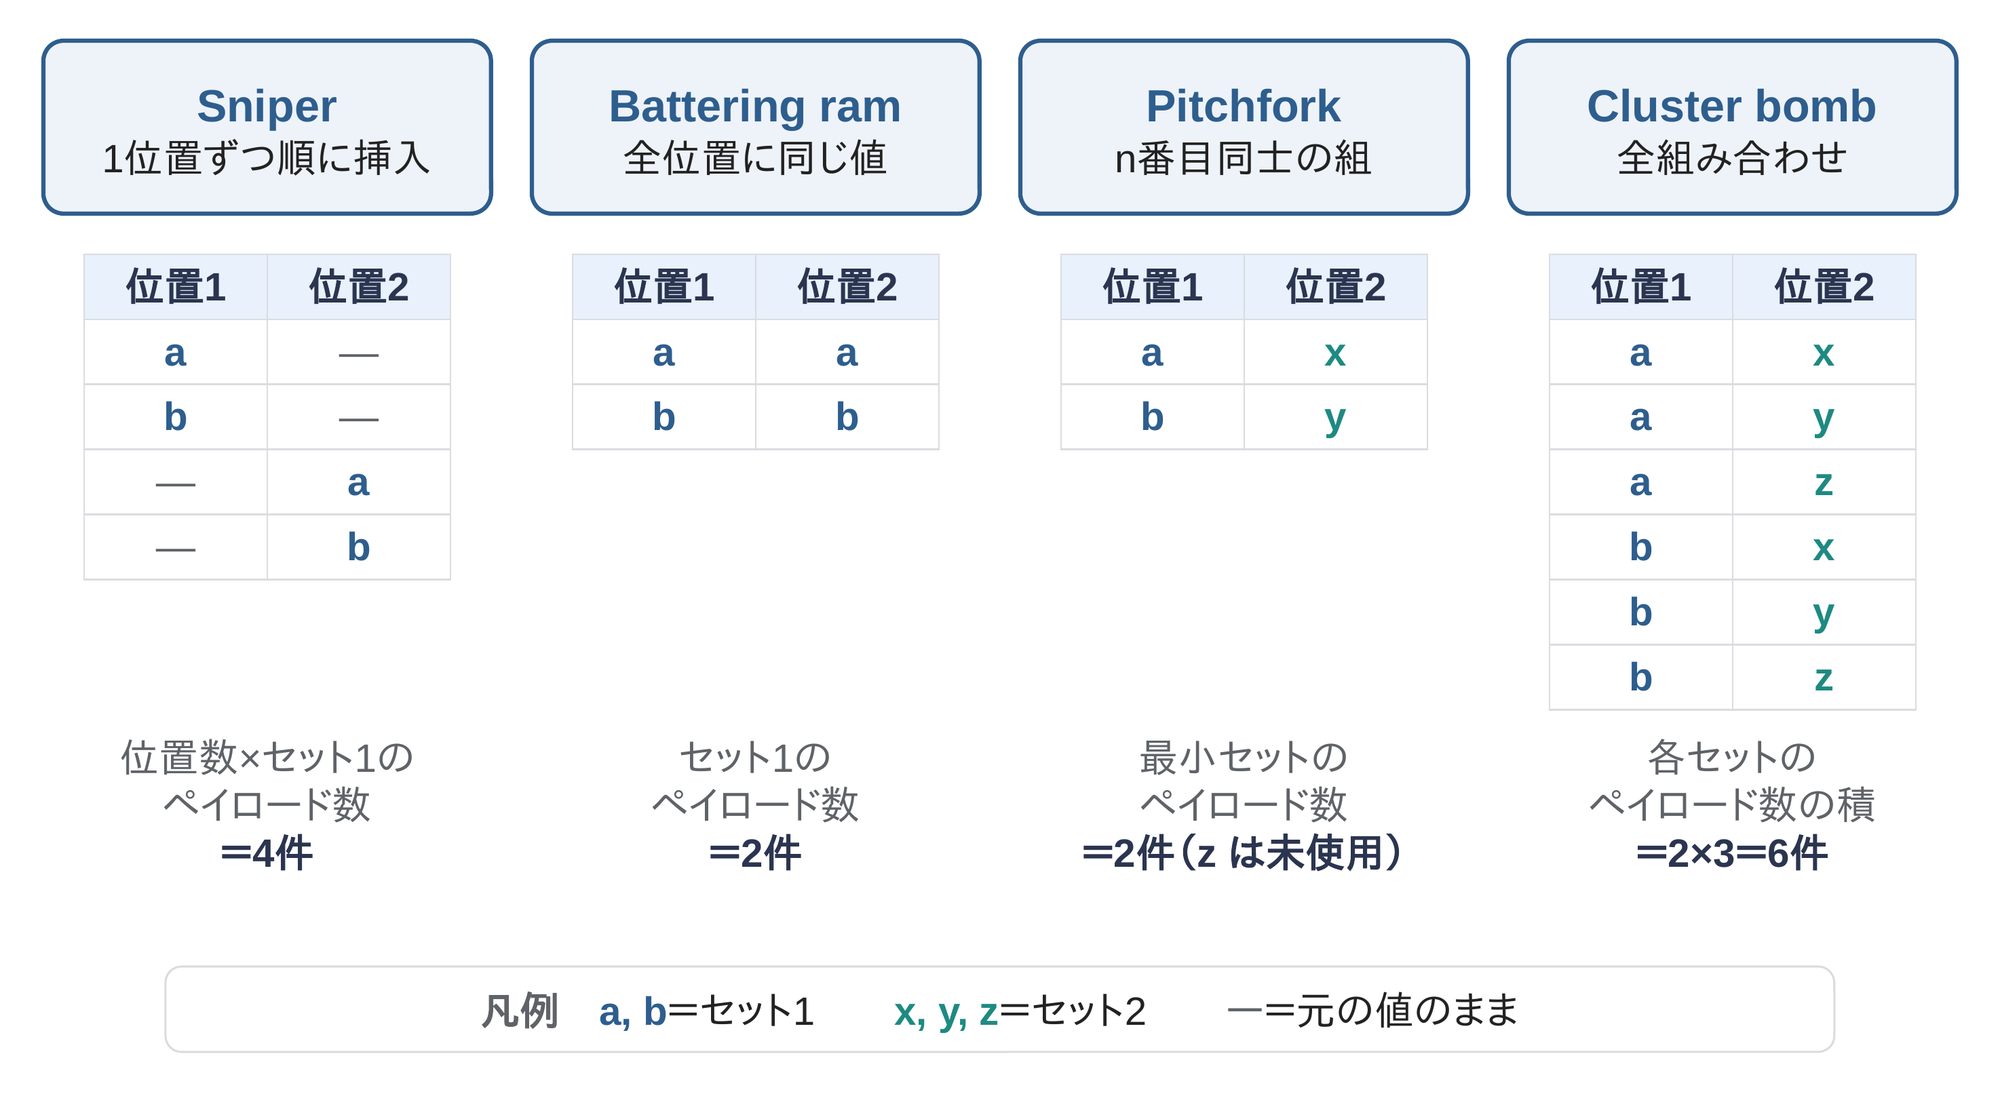 Sniper
1位置ずつ順に挿入
Battering ram
全位置に同じ値
Pitchfork
n番目同士の組
Cluster bomb
全組み合わせ
位置1 位置2
a —
b —
— a
— b
位置1 位置2
a a
b b
位置1 位置2
a x
b y
位置1 位置2
a x
a y
a z
b x
b y
b z
位置数×セット1の
ペイロード数
＝4件
セット1の
ペイロード数
＝2件
最小セットの
ペイロード数
＝2件（z は未使用）
各セットの
ペイロード数の積
＝2×3＝6件
凡例 a, b＝セット1 x, y, z＝セット2 —＝元の値のまま